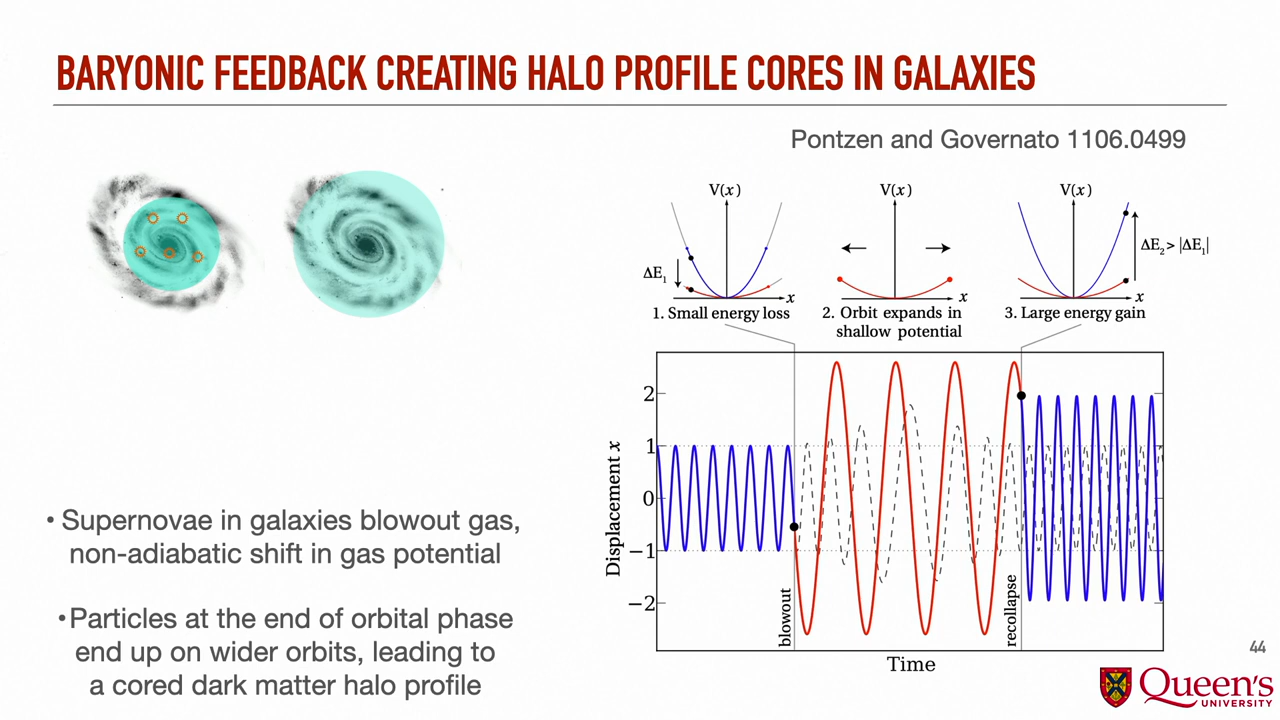 BARYONIC FEEDBACK CREATING HALO PROFILE CORES IN GALAXIES
Pontzen and Governato 1106.0499
V(x)
V(x)
V(x)
ΔE₁
ΔE₂ > |ΔE₁|
x
x
x
1. Small energy loss
2. Orbit expands in
shallow potential
3. Large energy gain
2
1
0
−1
−2
Displacement x
blowout
recollapse
Time
• Supernovae in galaxies blowout gas,
non-adiabatic shift in gas potential
• Particles at the end of orbital phase
end up on wider orbits, leading to
a cored dark matter halo profile
44
Queen's
UNIVERSITY